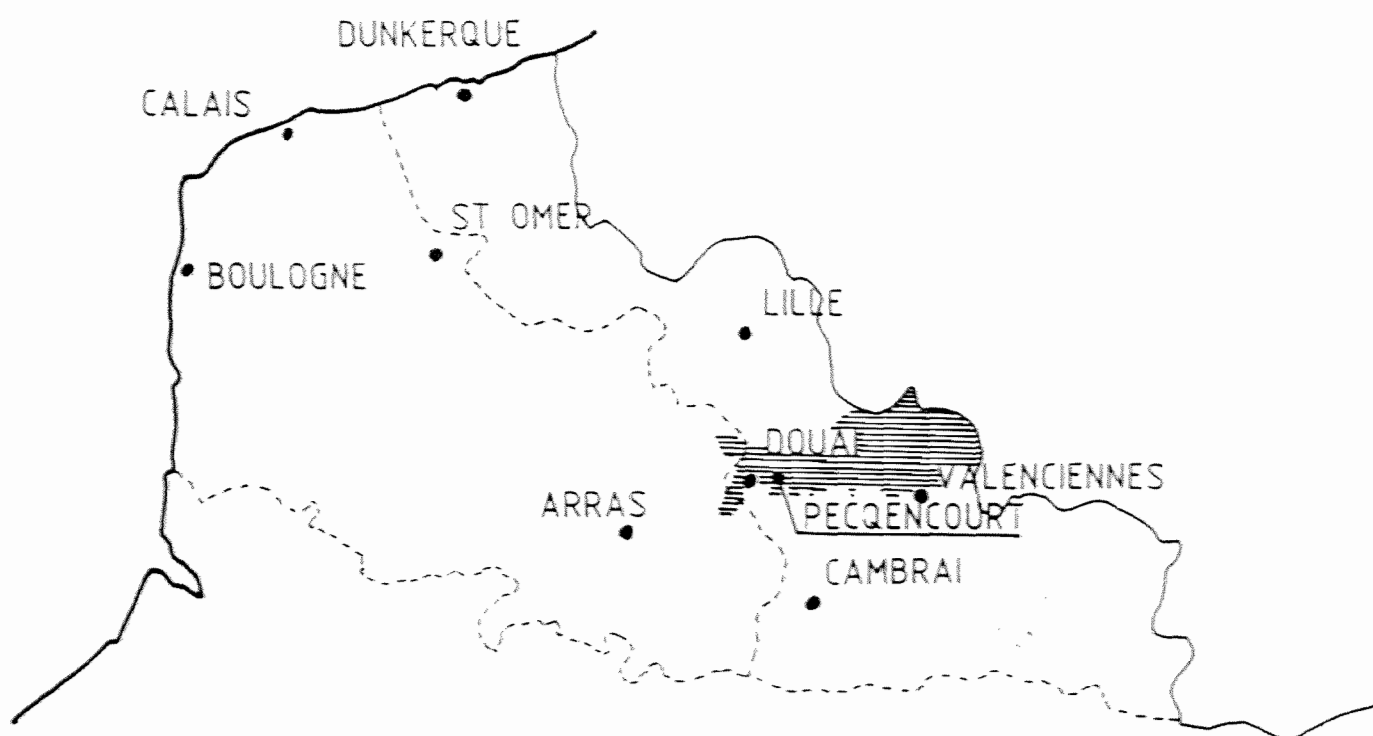 DUNKERQUE
CALAIS
ST OMER
BOULOGNE
LILLE
DOUAI
VALENCIENNES
ARRAS
PECQENCOURT
CAMBRAI